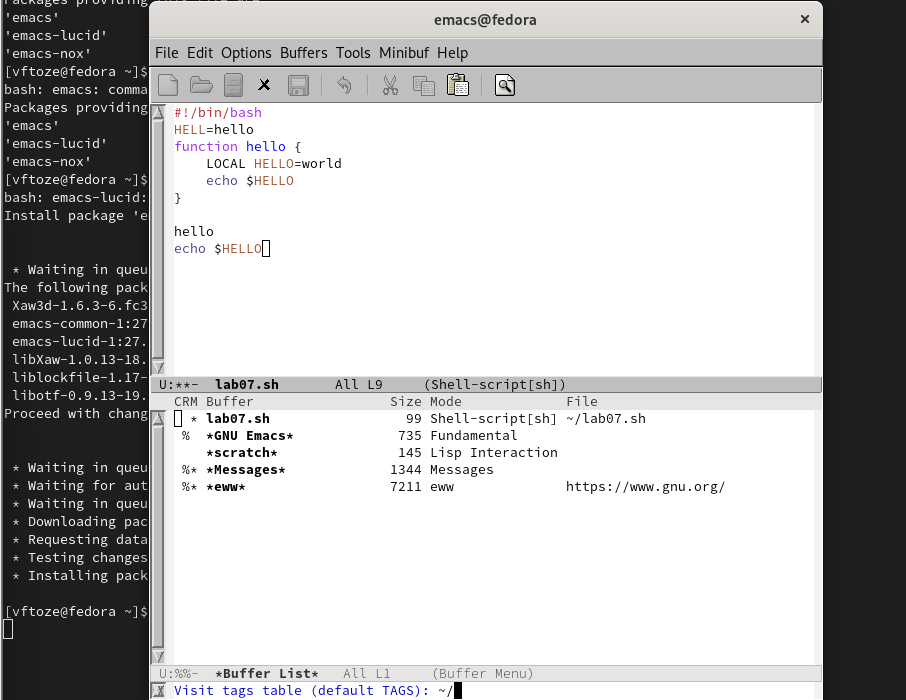 Packages providing
'emacs'
'emacs-lucid'
'emacs-nox'
[vftoze@fedora ~]$
bash: emacs: comma
Packages providing
'emacs'
'emacs-lucid'
'emacs-nox'
[vftoze@fedora ~]$
bash: emacs-lucid:
Install package 'e
* Waiting in queu
The following pack
Xaw3d-1.6.3-6.fc3
emacs-common-1:27
emacs-lucid-1:27.
libXaw-1.0.13-18.
liblockfile-1.17-
libotf-0.9.13-19.
Proceed with chang
* Waiting in queu
* Waiting for aut
* Waiting in queu
* Downloading pac
* Requesting data
* Testing changes
* Installing pack
[vftoze@fedora ~]$
emacs@fedora
File Edit Options Buffers Tools Minibuf Help
#!/bin/bash
HELL=hello
function hello {
    LOCAL HELLO=world
    echo $HELLO
}
hello
echo $HELLO
U:**-  lab07.sh       All L9     (Shell-script[sh])
CRM Buffer                 Size Mode             File
  * lab07.sh                 99 Shell-script[sh] ~/lab07.sh
 %  *GNU Emacs*             735 Fundamental
    *scratch*               145 Lisp Interaction
 %* *Messages*             1344 Messages
 %* *eww*                  7211 eww              https://www.gnu.org/
U:%%-  *Buffer List*   All L1     (Buffer Menu)
Visit tags table (default TAGS): ~/